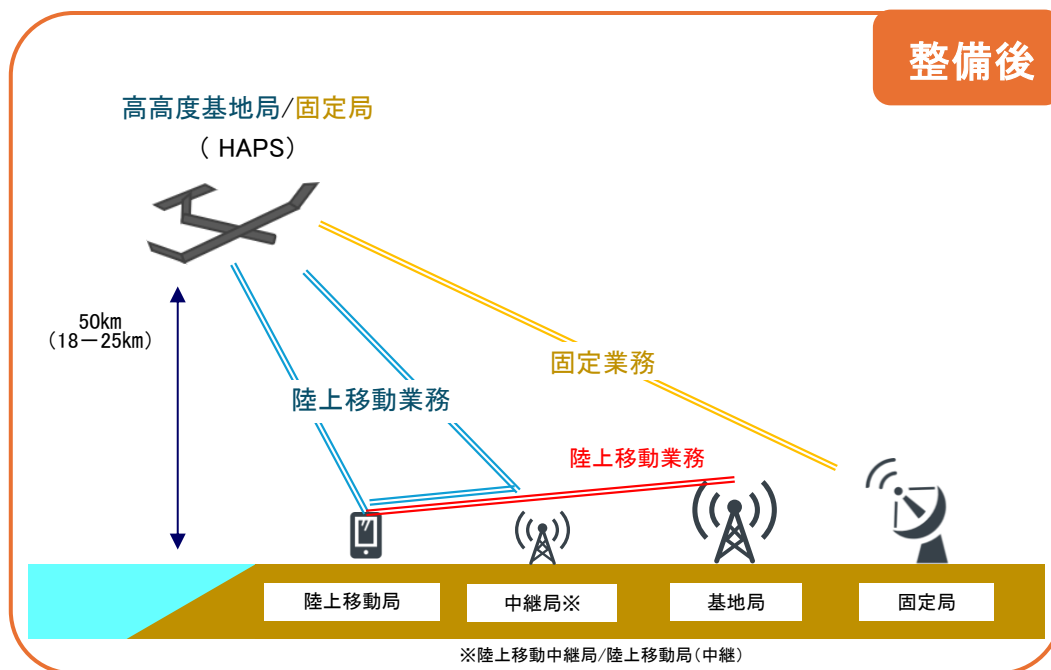 整備後
高高度基地局/固定局
（ HAPS）
50km
（18－25km）
固定業務
陸上移動業務
陸上移動業務
陸上移動局
中継局※
基地局
固定局
※陸上移動中継局/陸上移動局（中継）